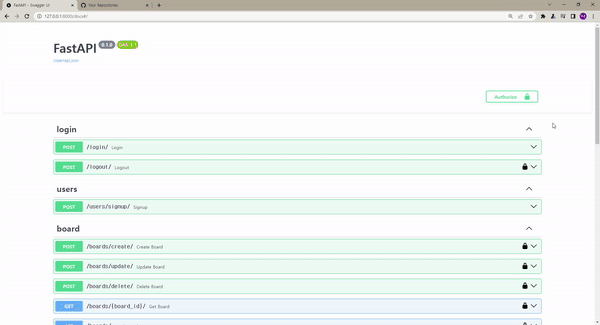 FastAPI - Swagger UI
Your Repositories
127.0.0.1:8000/docs#/
FastAPI 0.1.0 OAS 3.1
/openapi.json
Authorize
login
POST /login/ Login
POST /logout/ Logout
users
POST /users/signup/ Signup
board
POST /boards/create/ Create Board
POST /boards/update/ Update Board
POST /boards/delete/ Delete Board
GET /boards/{board_id}/ Get Board